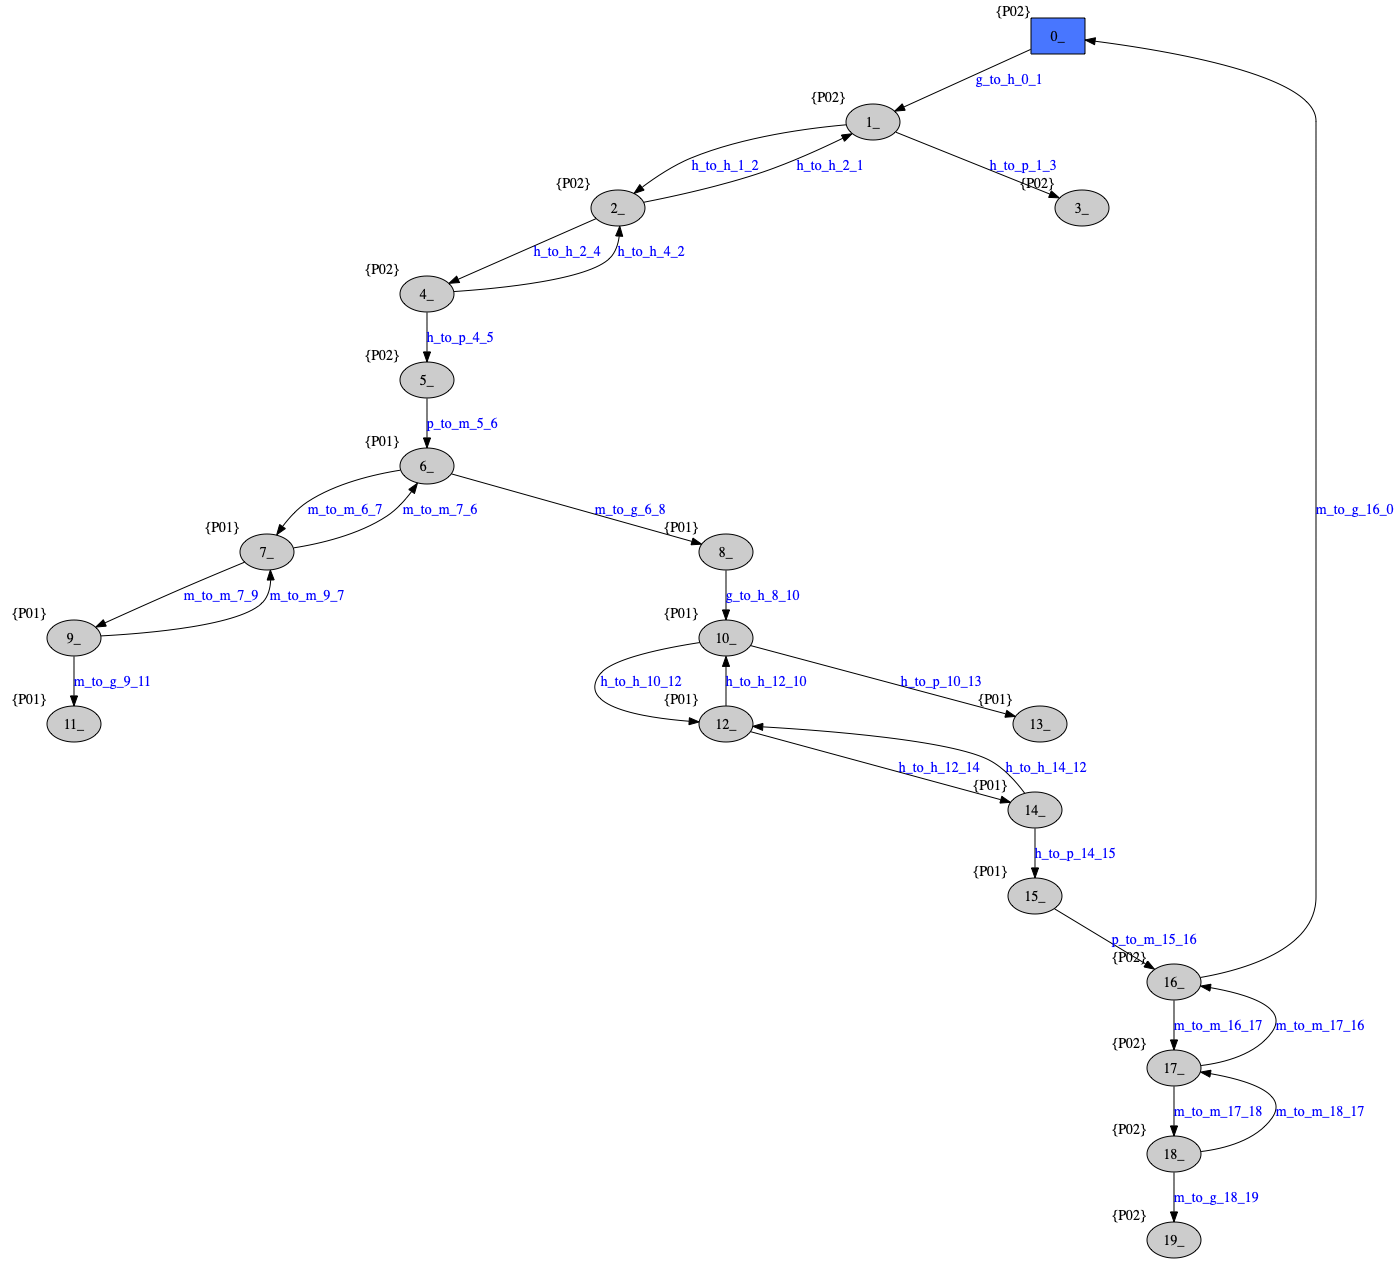 {P02}
0_
g_to_h_0_1
{P02}
1_
h_to_h_1_2
h_to_h_2_1
h_to_p_1_3
{P02}
2_
{P02}
3_
h_to_h_2_4
h_to_h_4_2
{P02}
4_
h_to_p_4_5
{P02}
5_
p_to_m_5_6
{P01}
6_
m_to_m_6_7
m_to_m_7_6
m_to_g_6_8
m_to_g_16_0
{P01}
7_
{P01}
8_
m_to_m_7_9
m_to_m_9_7
g_to_h_8_10
{P01}
9_
{P01}
10_
m_to_g_9_11
h_to_h_10_12
h_to_h_12_10
h_to_p_10_13
{P01}
11_
{P01}
12_
{P01}
13_
h_to_h_12_14
h_to_h_14_12
{P01}
14_
h_to_p_14_15
{P01}
15_
p_to_m_15_16
{P02}
16_
m_to_m_16_17
m_to_m_17_16
{P02}
17_
m_to_m_17_18
m_to_m_18_17
{P02}
18_
m_to_g_18_19
{P02}
19_